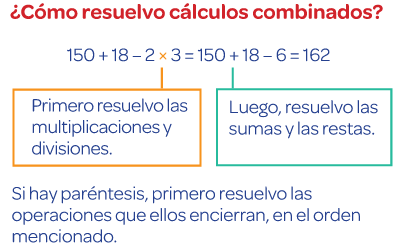 ¿Cómo resuelvo cálculos combinados?
150 + 18 – 2 × 3 = 150 + 18 – 6 = 162
Primero resuelvo las
multiplicaciones y
divisiones.
Luego, resuelvo las
sumas y las restas.
Si hay paréntesis, primero resuelvo las
operaciones que ellos encierran, en el orden
mencionado.